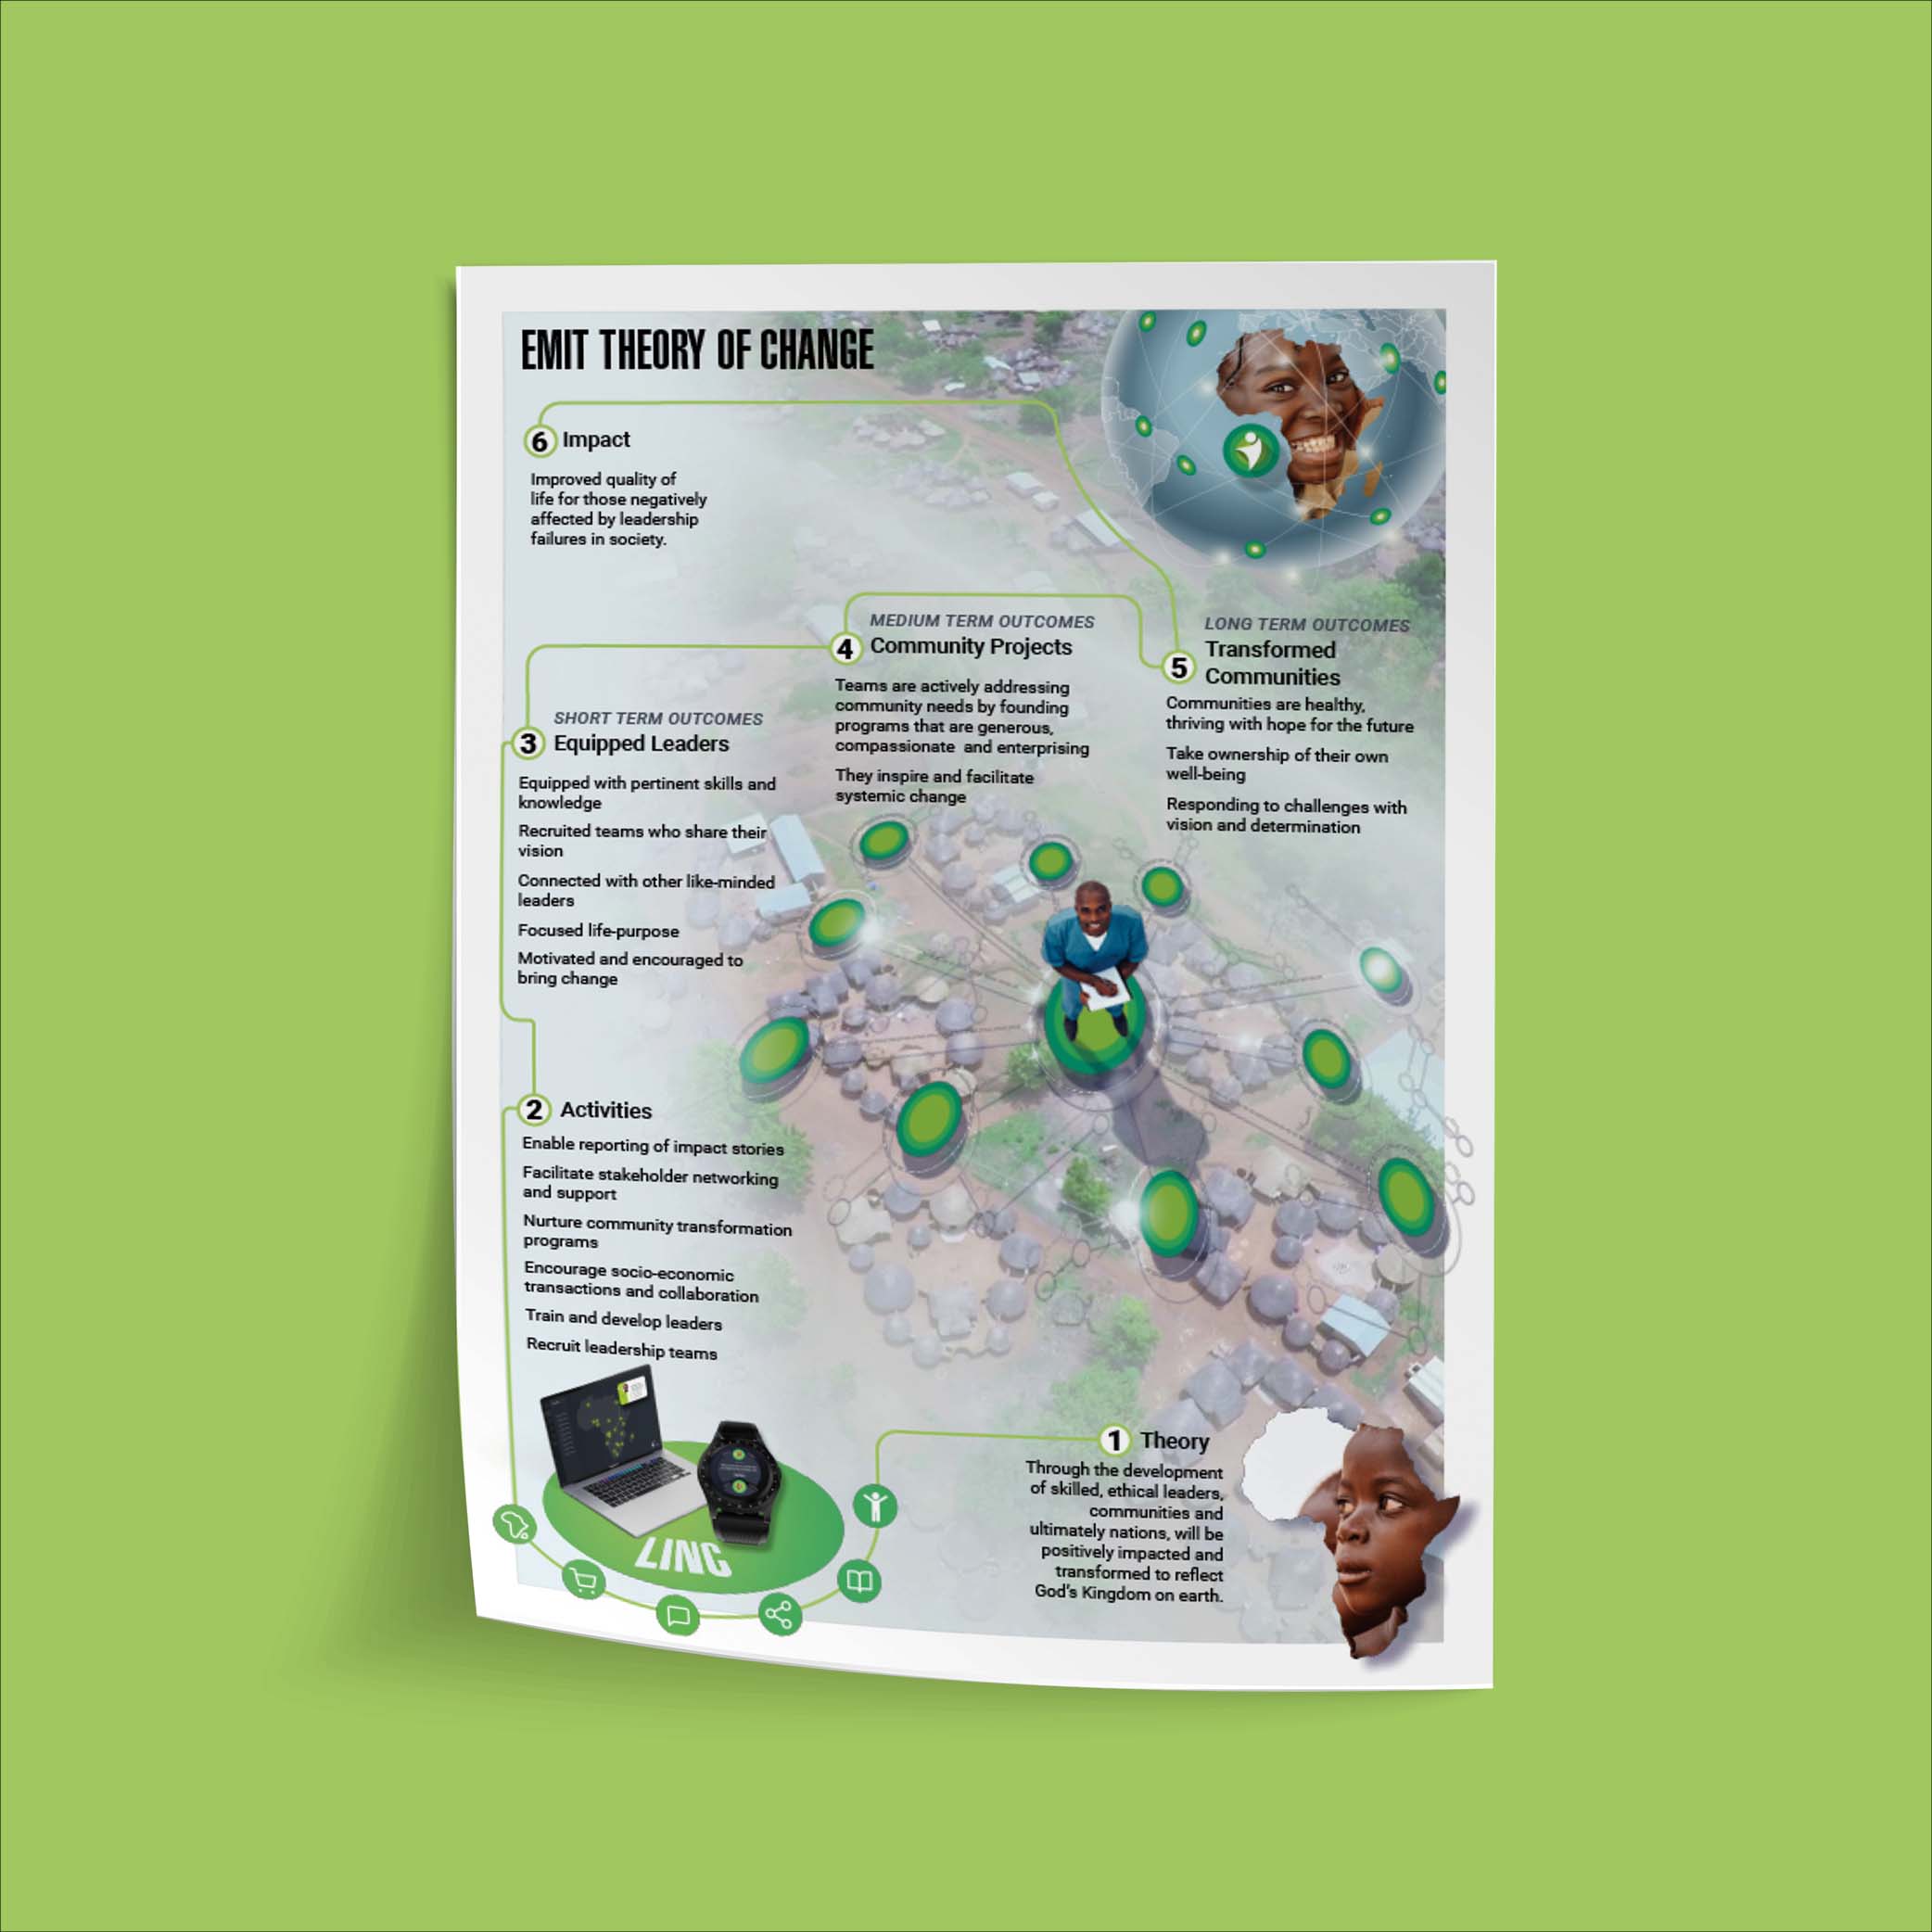 EMIT THEORY OF CHANGE
6 Impact
Improved quality of
life for those negatively
affected by leadership
failures in society.
MEDIUM TERM OUTCOMES
4 Community Projects
Teams are actively addressing
community needs by founding
programs that are generous,
compassionate and enterprising
They inspire and facilitate
systemic change
LONG TERM OUTCOMES
5 Transformed
Communities
Communities are healthy,
thriving with hope for the future
Take ownership of their own
well-being
Responding to challenges with
vision and determination
SHORT TERM OUTCOMES
3 Equipped Leaders
Equipped with pertinent skills and
knowledge
Recruited teams who share their
vision
Connected with other like-minded
leaders
Focused life-purpose
Motivated and encouraged to
bring change
2 Activities
Enable reporting of impact stories
Facilitate stakeholder networking
and support
Nurture community transformation
programs
Encourage socio-economic
transactions and collaboration
Train and develop leaders
Recruit leadership teams
LINC
1 Theory
Through the development
of skilled, ethical leaders,
communities and
ultimately nations, will be
positively impacted and
transformed to reflect
God's Kingdom on earth.